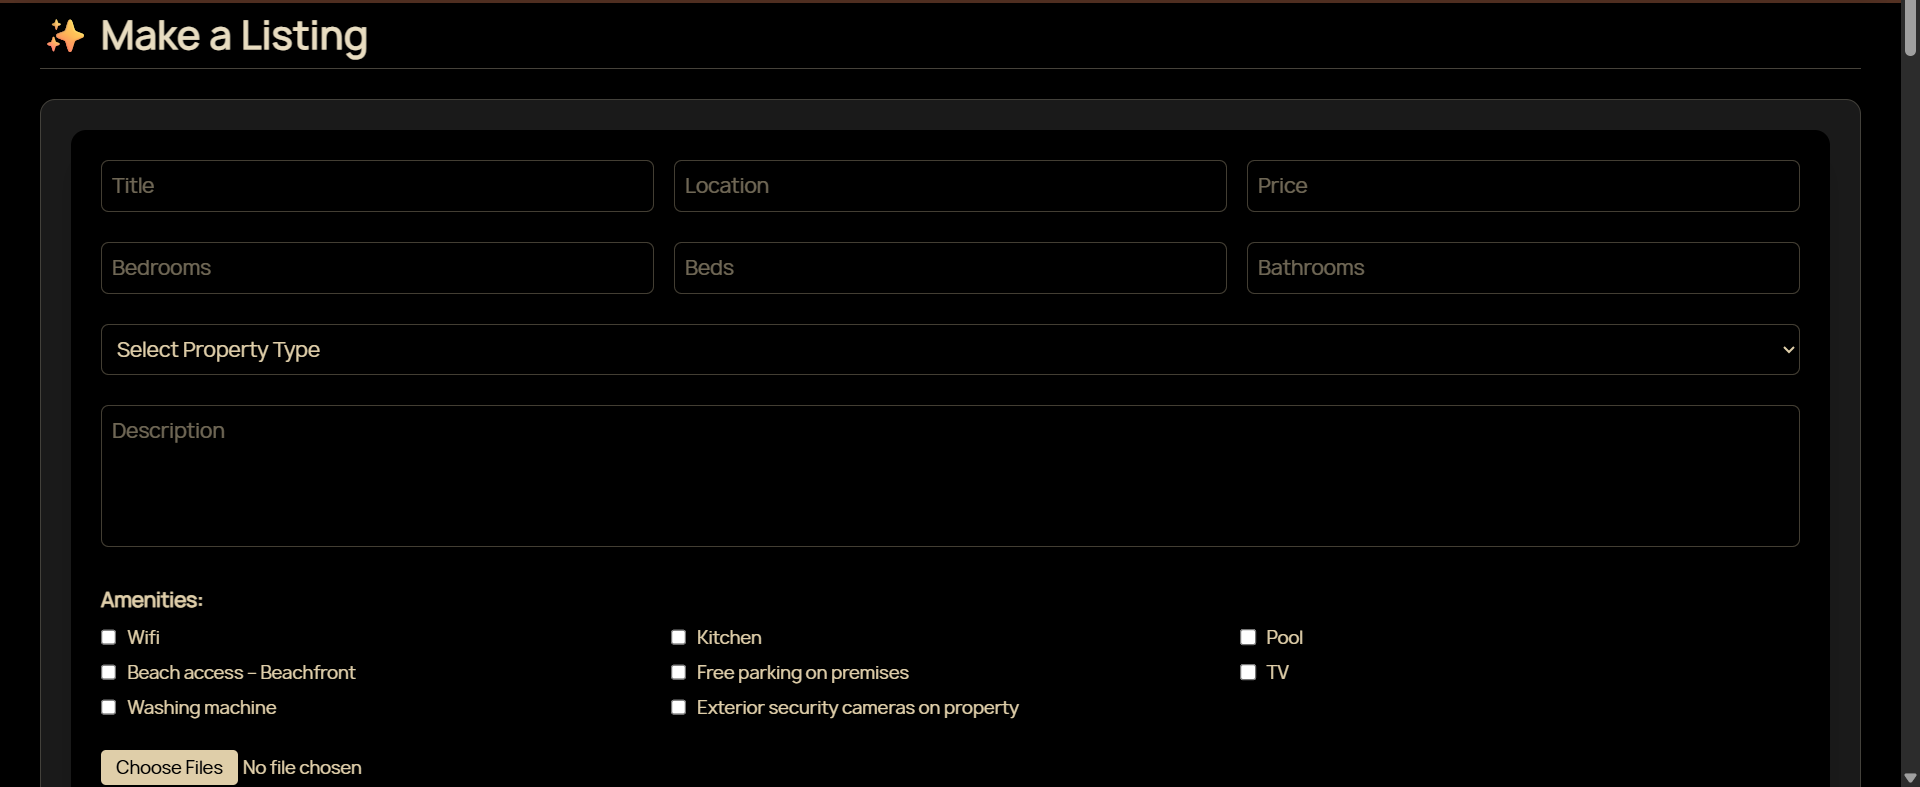 ✨ Make a Listing
Title
Location
Price
Bedrooms
Beds
Bathrooms
Select Property Type
Description
Amenities:
Wifi
Kitchen
Pool
Beach access – Beachfront
Free parking on premises
TV
Washing machine
Exterior security cameras on property
Choose Files No file chosen